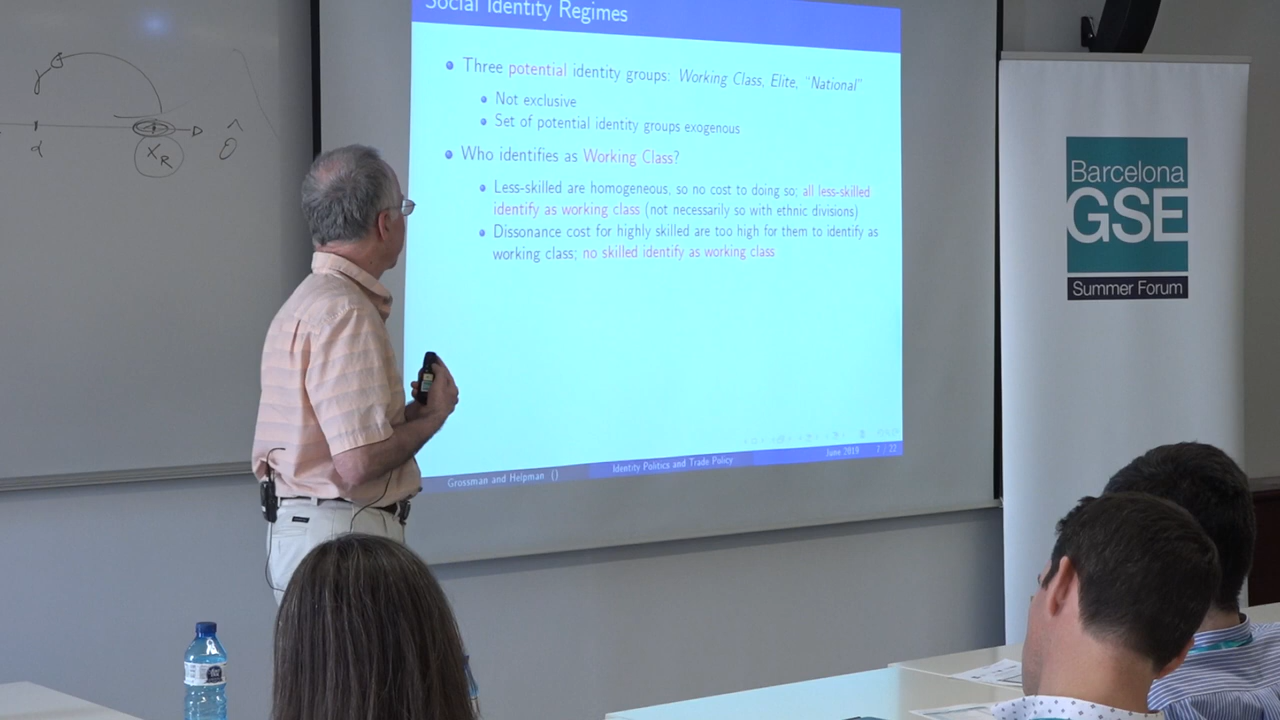 Social Identity Regimes
Three potential identity groups: Working Class, Elite, "National"
Not exclusive
Set of potential identity groups exogenous
Who identifies as Working Class?
Less-skilled are homogeneous, so no cost to doing so; all less-skilled
identify as working class (not necessarily so with ethnic divisions)
Dissonance cost for highly skilled are too high for them to identify as
working class; no skilled identify as working class
Grossman and Helpman ()
Identity Politics and Trade Policy
June 2019
7 / 22
X_R
Barcelona
GSE
Summer Forum